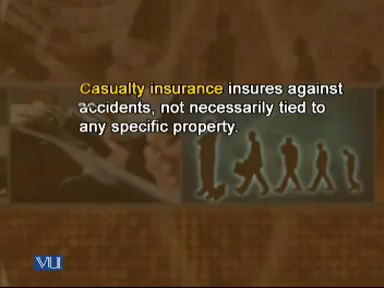 Casualty insurance insures against
accidents, not necessarily tied to
any specific property.
VU